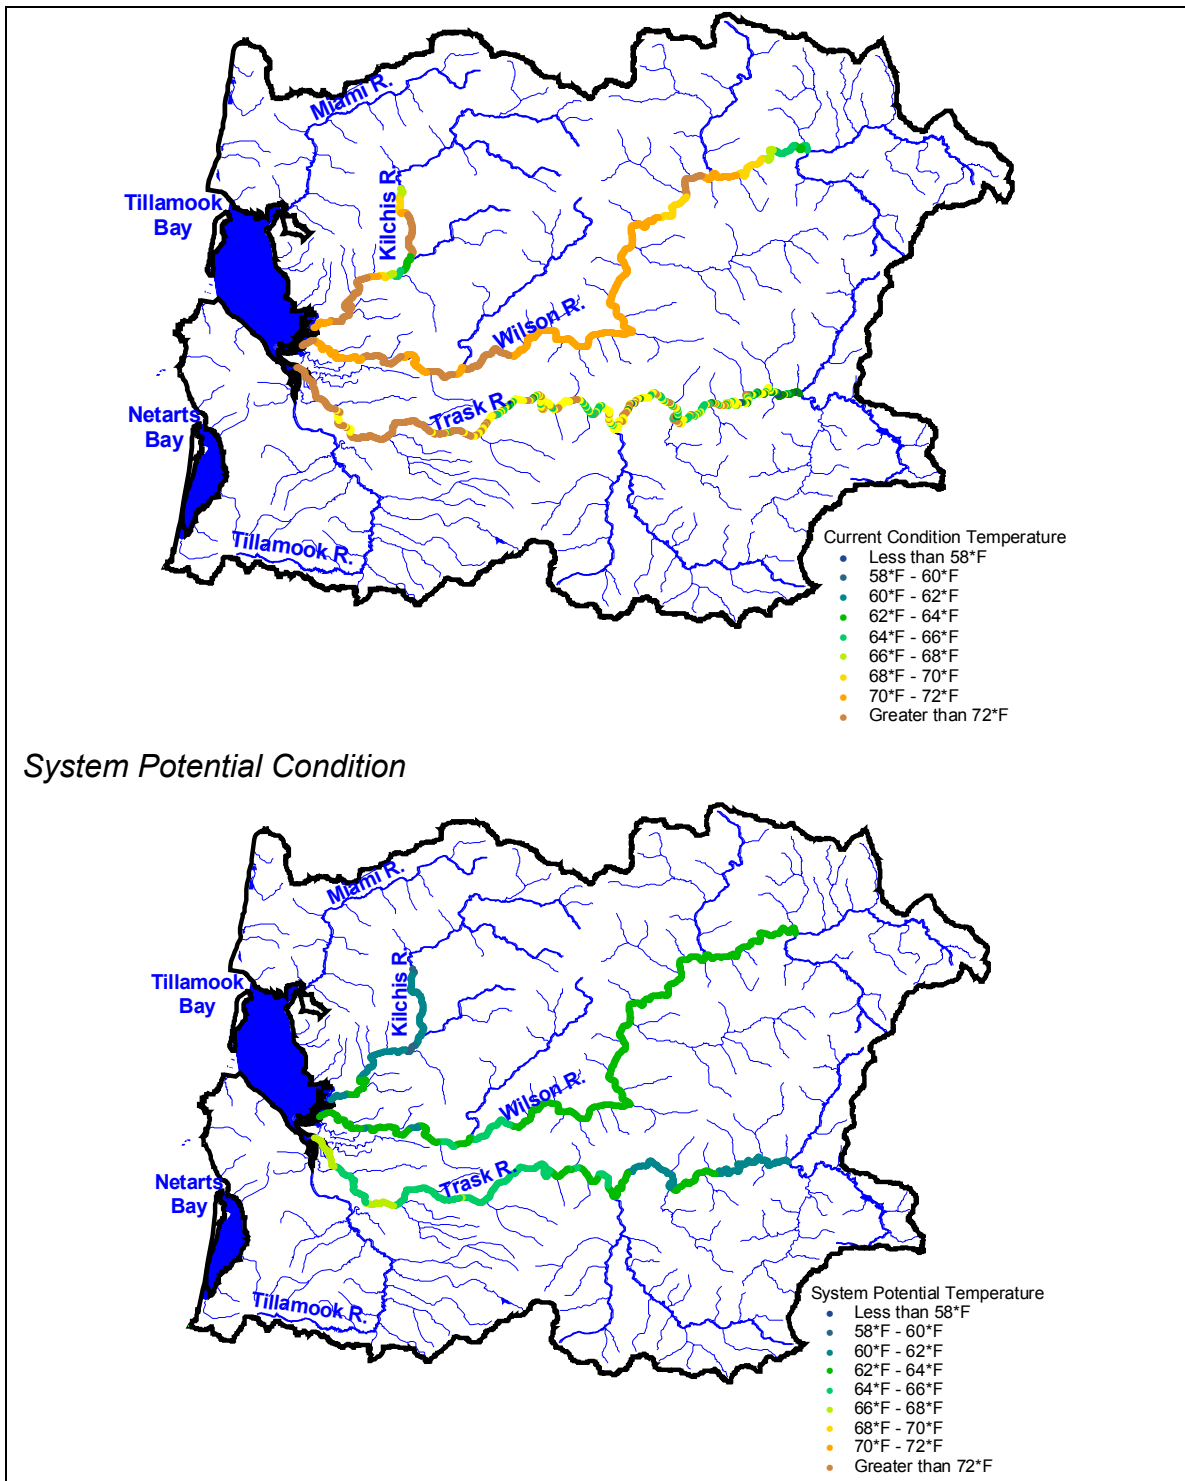 Miami R.
Kilchis R.
Tillamook
Bay
Wilson R.
Trask R.
Netarts
Bay
Tillamook R.
Current Condition Temperature
Less than 58*F
58*F - 60*F
60*F - 62*F
62*F - 64*F
64*F - 66*F
66*F - 68*F
68*F - 70*F
70*F - 72*F
Greater than 72*F
System Potential Condition
Miami R.
Kilchis R.
Tillamook
Bay
Wilson R.
Trask R.
Netarts
Bay
Tillamook R.
System Potential Temperature
Less than 58*F
58*F - 60*F
60*F - 62*F
62*F - 64*F
64*F - 66*F
66*F - 68*F
68*F - 70*F
70*F - 72*F
Greater than 72*F